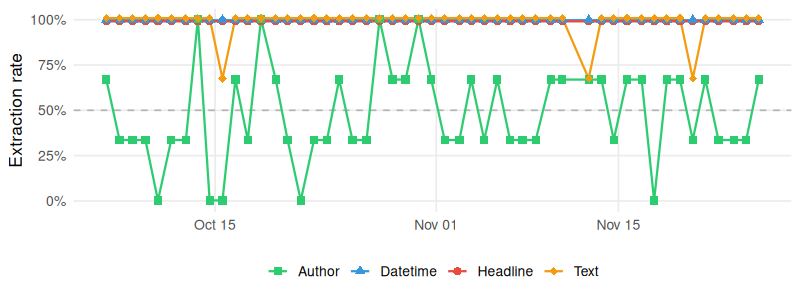 Extraction rate
100%
75%
50%
25%
0%
Oct 15 Nov 01 Nov 15
Author Datetime Headline Text